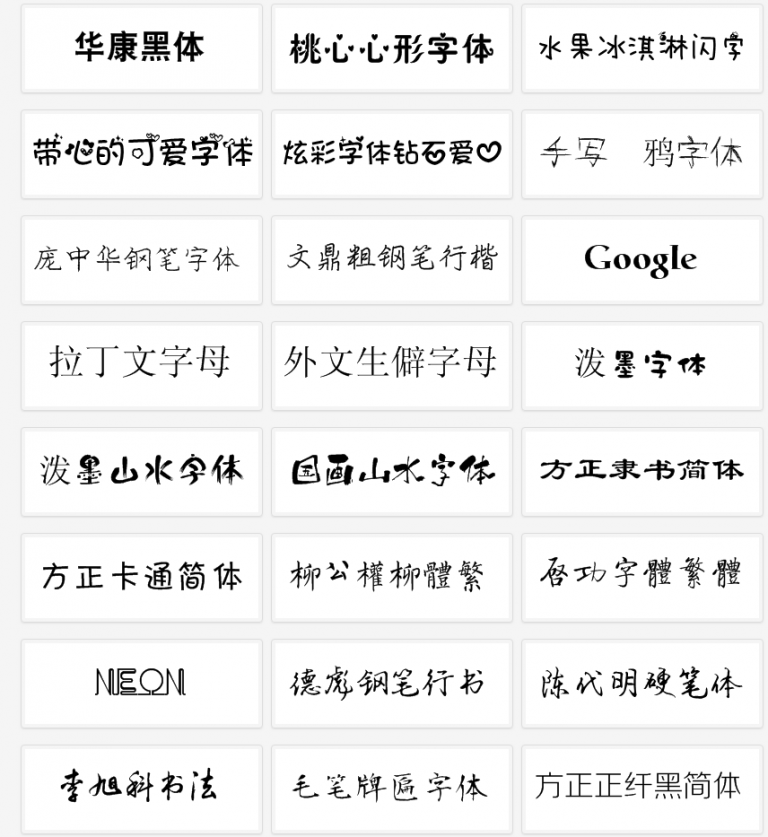 华康黑体
桃心心形字体
水果冰淇淋闪字
带心的可爱字体
炫彩字体钻石爱♡
手写 鸦字体
庞中华钢笔字体
文鼎粗钢笔行楷
Google
拉丁文字母
外文生僻字母
泼墨字体
泼墨山水字体
国画山水字体
方正隶书简体
方正卡通简体
柳公權柳體繁
启功字體繁體
NEON
德彪钢笔行书
陈代明硬笔体
李旭科书法
毛笔牌匾字体
方正正纤黑简体